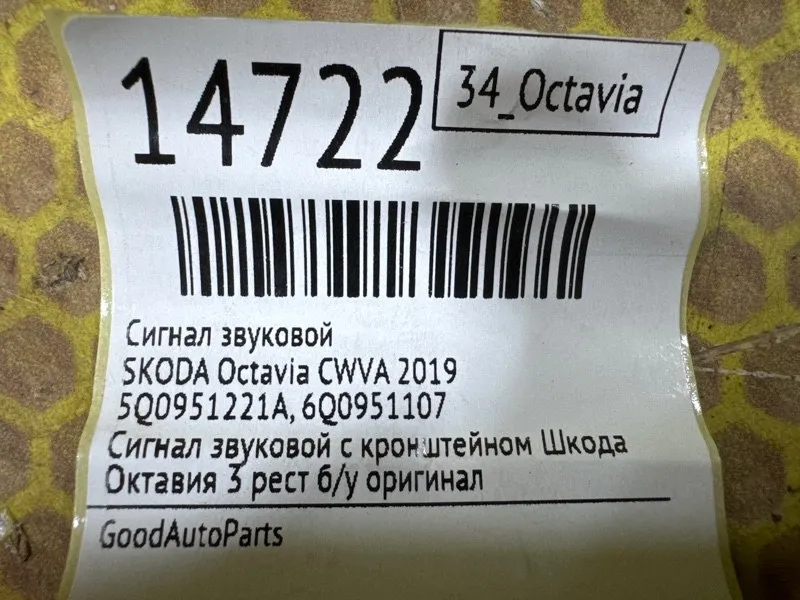 14722
34_Octavia
Сигнал звуковой
SKODA Octavia CWVA 2019
5Q0951221A, 6Q0951107
Сигнал звуковой с кронштейном Шкода
Октавия 3 рест б/у оригинал
GoodAutoParts